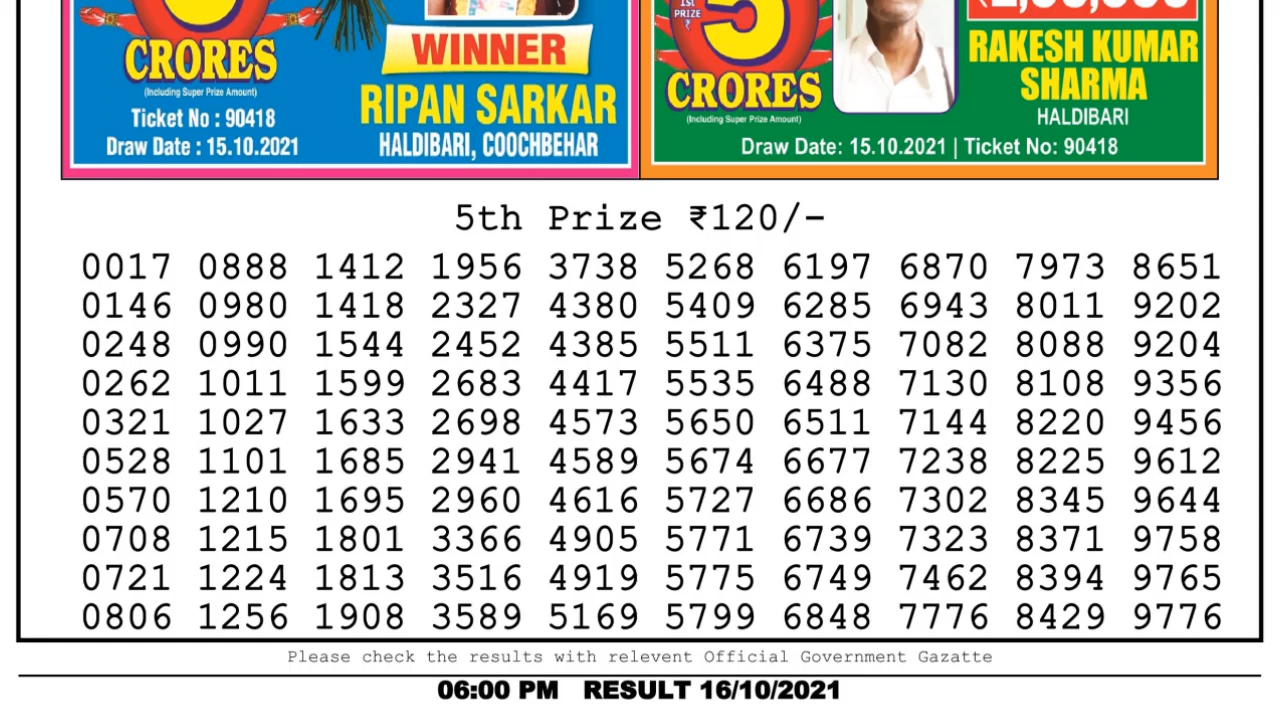 CRORES
(Including Super Prize Amount)
Ticket No : 90418
Draw Date : 15.10.2021
WINNER
RIPAN SARKAR
HALDIBARI, COOCHBEHAR
1st
PRIZE
₹
5
CRORES
(Including Super Prize Amount)
RAKESH KUMAR
SHARMA
HALDIBARI
Draw Date: 15.10.2021 | Ticket No: 90418
5th Prize ₹120/-
0017 0888 1412 1956 3738 5268 6197 6870 7973 8651
0146 0980 1418 2327 4380 5409 6285 6943 8011 9202
0248 0990 1544 2452 4385 5511 6375 7082 8088 9204
0262 1011 1599 2683 4417 5535 6488 7130 8108 9356
0321 1027 1633 2698 4573 5650 6511 7144 8220 9456
0528 1101 1685 2941 4589 5674 6677 7238 8225 9612
0570 1210 1695 2960 4616 5727 6686 7302 8345 9644
0708 1215 1801 3366 4905 5771 6739 7323 8371 9758
0721 1224 1813 3516 4919 5775 6749 7462 8394 9765
0806 1256 1908 3589 5169 5799 6848 7776 8429 9776
Please check the results with relevent Official Government Gazatte
06:00 PM RESULT 16/10/2021